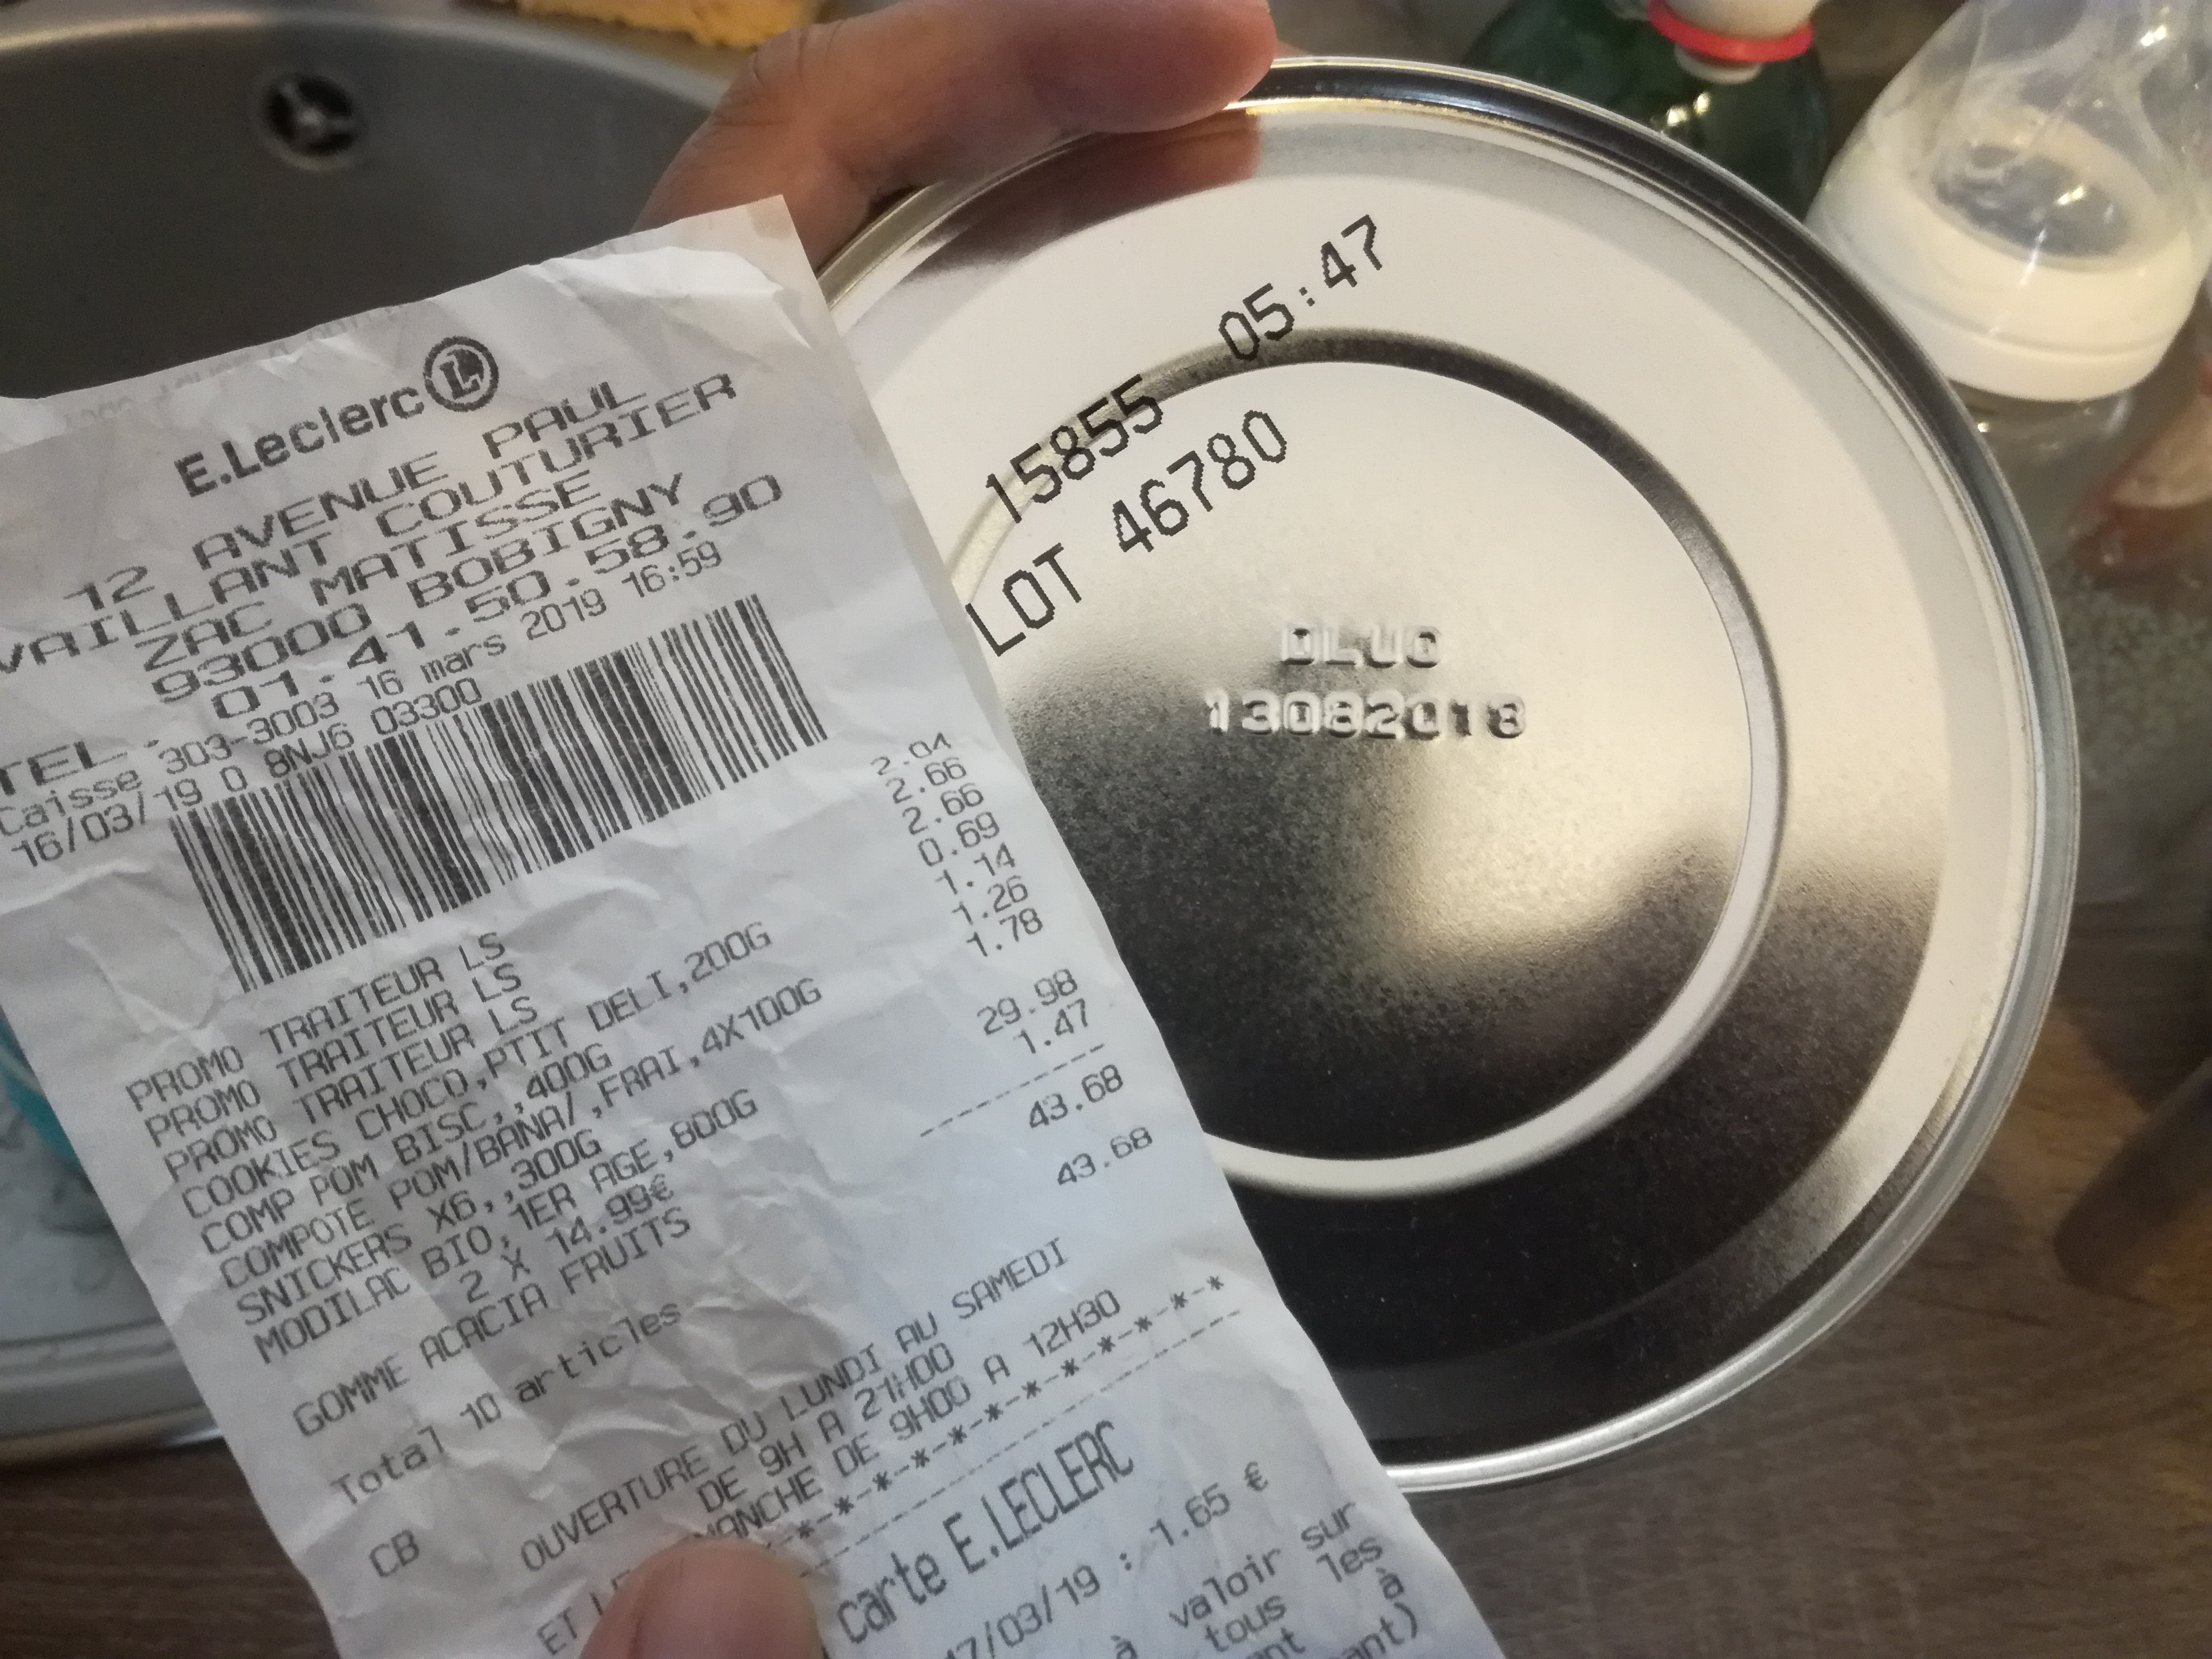 E.Leclerc L
12 AVENUE PAUL
VAILLANT COUTURIER
ZAC MATISSE
93000 BOBIGNY
TEL. 01.41.50.58.90
Caisse 303-3003 16 mars 2019 16:59
16/03/19 0 8NJ6 03300
PROMO TRAITEUR LS 2.04
PROMO TRAITEUR LS 2.66
PROMO TRAITEUR LS 2.66
COOKIES CHOCO,PTIT DELI,200G 0.69
COMP POM BISC,,400G 1.14
COMPOTE POM/BANA/,FRAI,4X100G 1.26
SNICKERS X6,,300G 1.78
MODILAC BIO,1ER AGE,800G
2 X 14.99€ 29.98
GOMME ACACIA FRUITS 1.47
Total 10 articles 43.68
CB 43.68
OUVERTURE DU LUNDI AU SAMEDI
DE 9H A 21H00
ET LE MANCHE DE 9H00 A 12H30
*-*-*-*-*-*-*-*-*-*-*
carte E.LECLERC
17/03/19 : 1.65 €
à valoir sur
tous les
à
15855 05:47
LOT 46780
DLUO
13082018